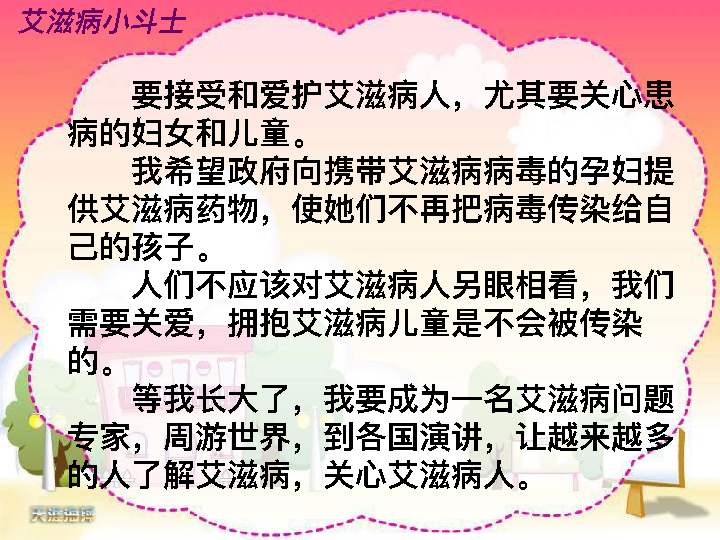 艾滋病小斗士
要接受和爱护艾滋病人，尤其要关心患
病的妇女和儿童。
我希望政府向携带艾滋病病毒的孕妇提
供艾滋病药物，使她们不再把病毒传染给自
己的孩子。
人们不应该对艾滋病人另眼相看，我们
需要关爱，拥抱艾滋病儿童是不会被传染
的。
等我长大了，我要成为一名艾滋病问题
专家，周游世界，到各国演讲，让越来越多
的人了解艾滋病，关心艾滋病人。